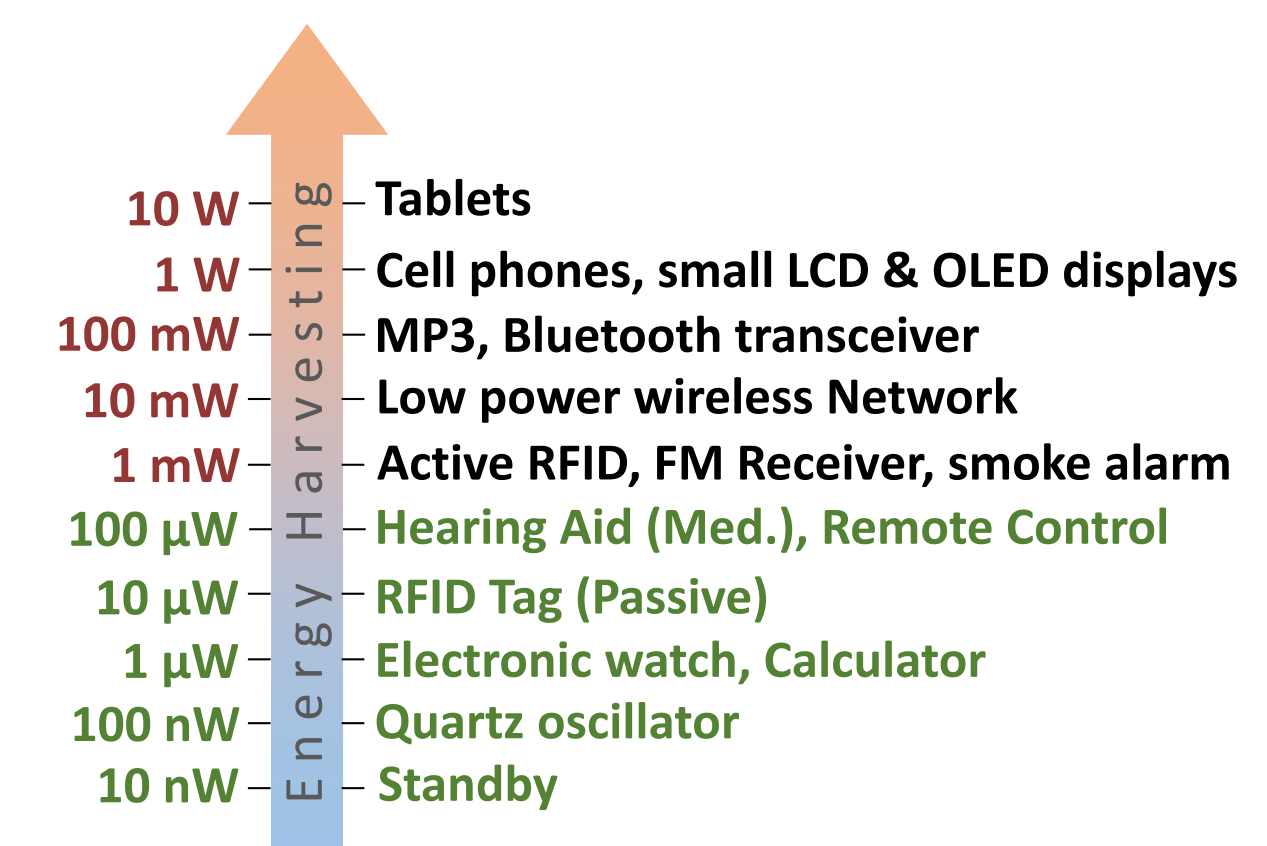 10 W Tablets
1 W Cell phones, small LCD & OLED displays
100 mW MP3, Bluetooth transceiver
10 mW Low power wireless Network
1 mW Active RFID, FM Receiver, smoke alarm
100 μW Hearing Aid (Med.), Remote Control
10 μW RFID Tag (Passive)
1 μW Electronic watch, Calculator
100 nW Quartz oscillator
10 nW Standby
Energy Harvesting